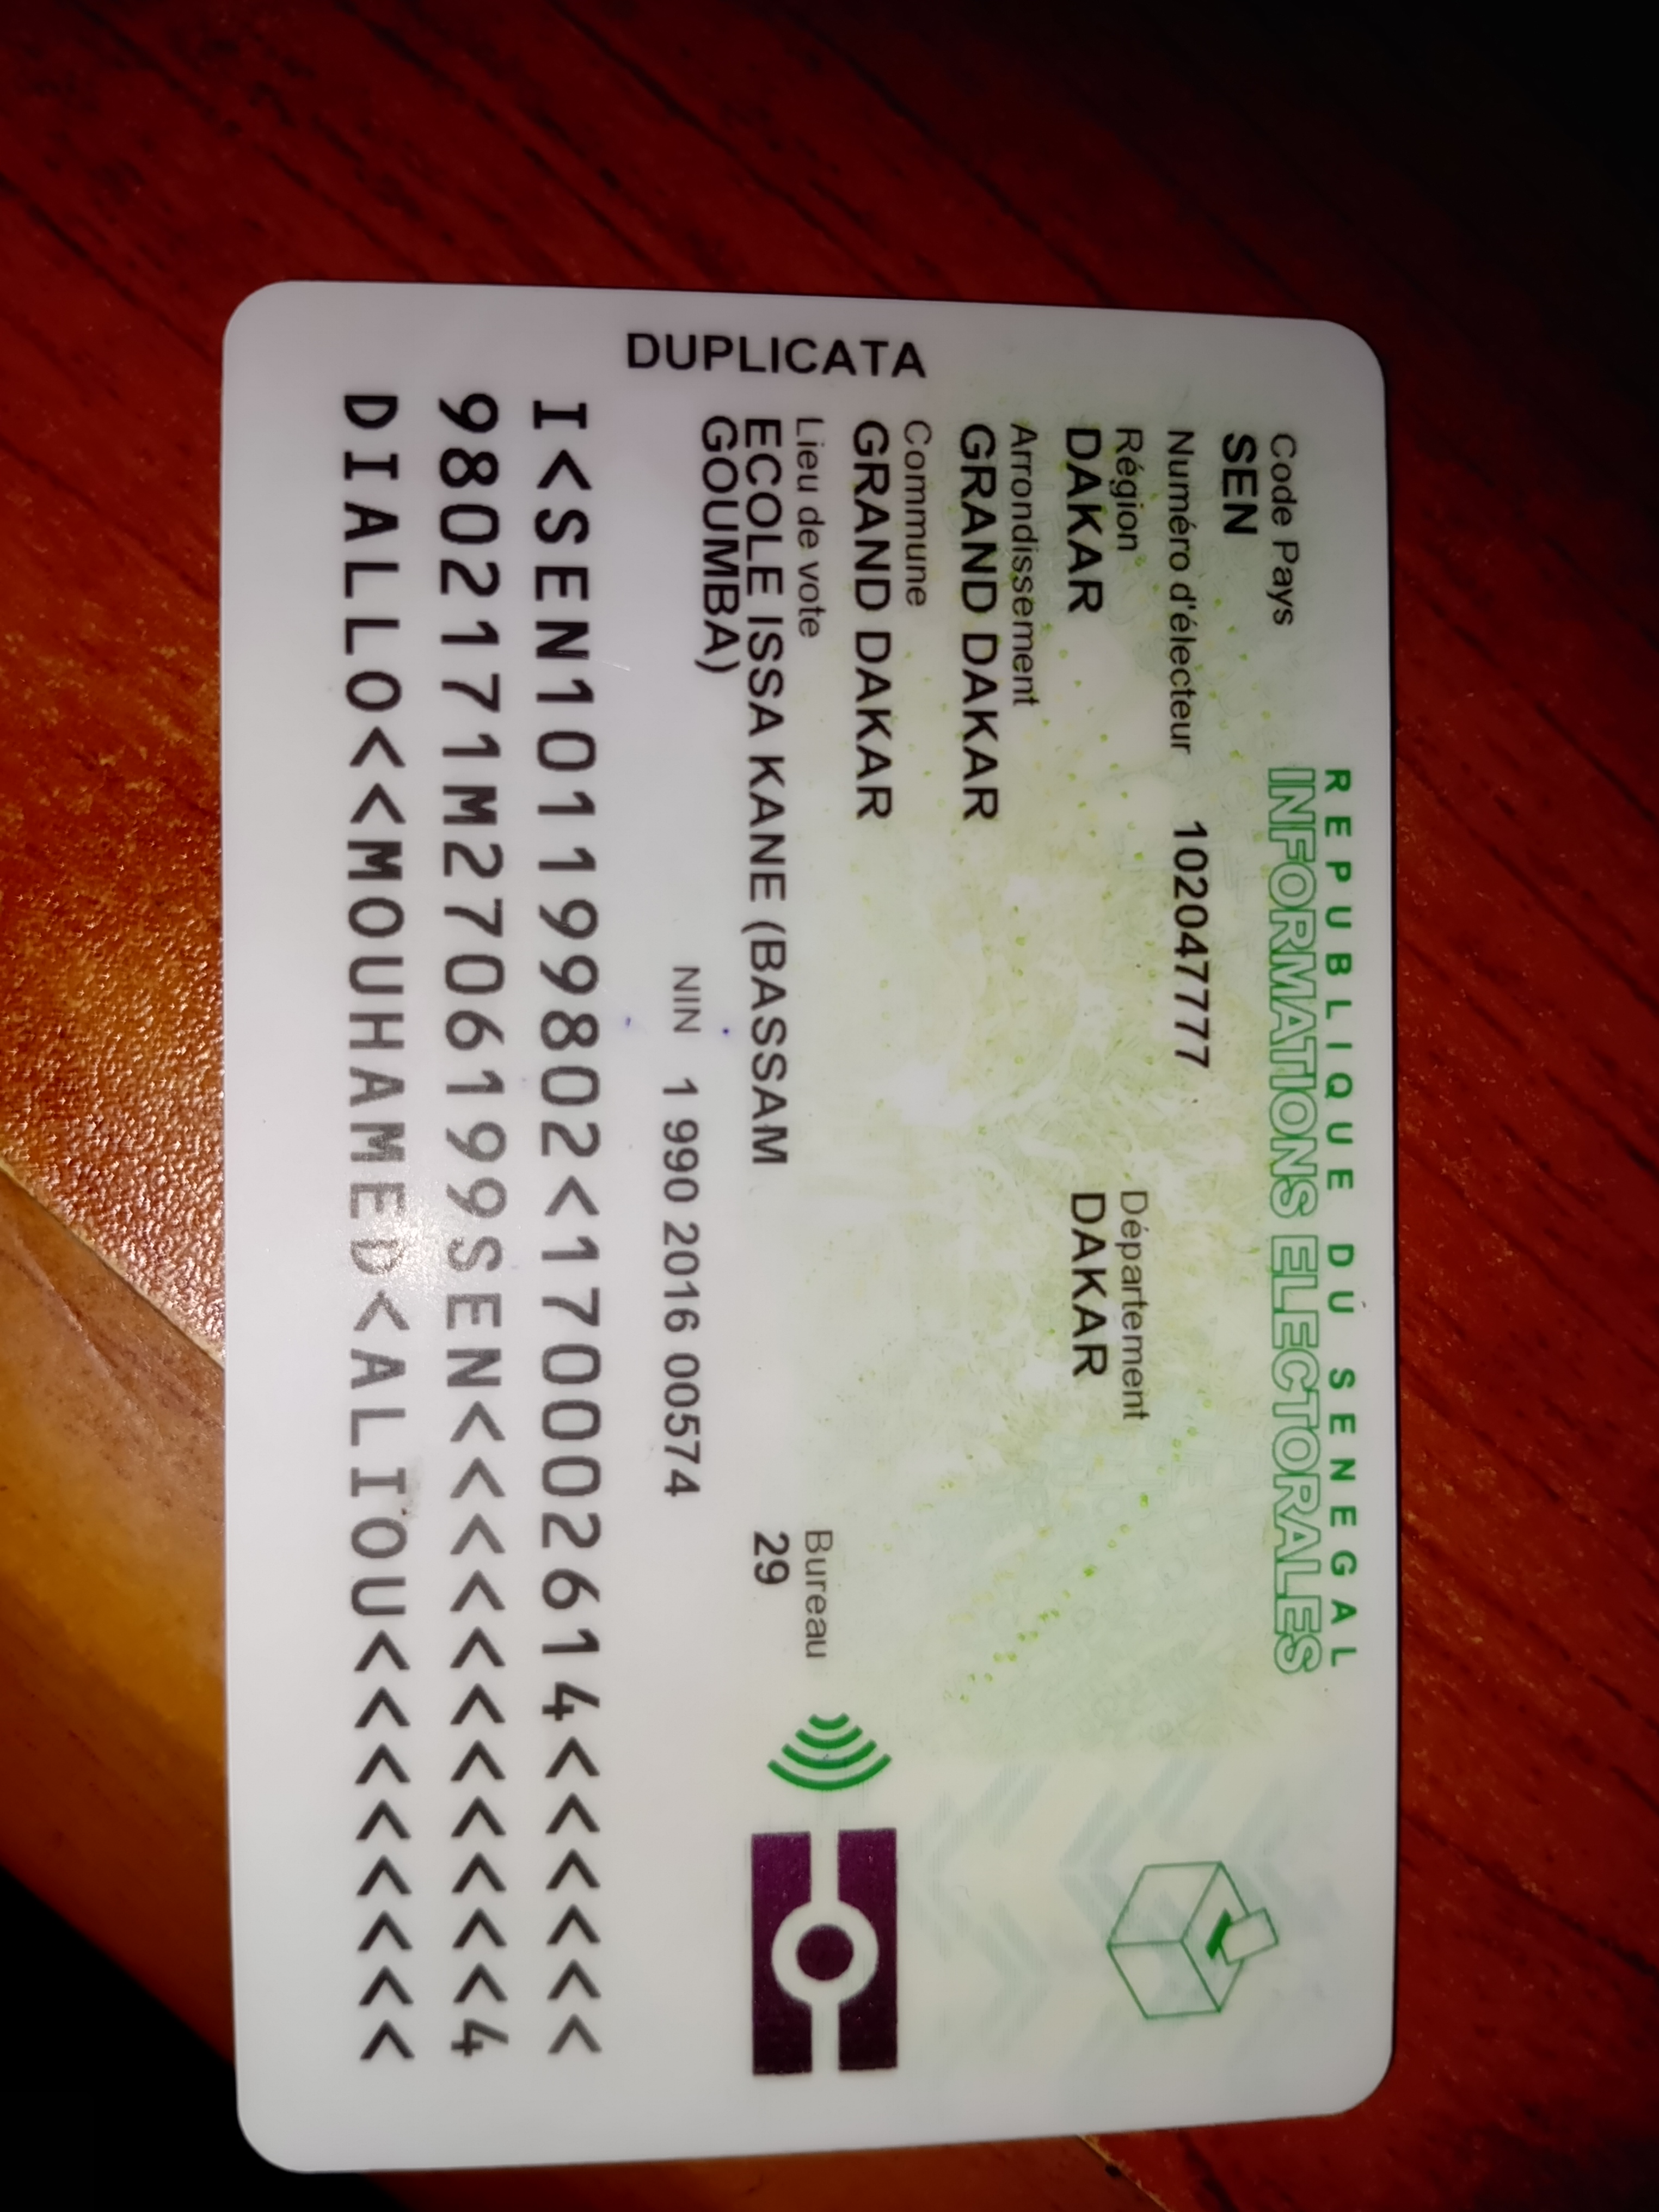 REPUBLIQUE DU SENEGAL
INFORMATIONS ELECTORALES
Code Pays
SEN
Numéro d'électeur 102047777
Région
DAKAR
Département
DAKAR
Arrondissement
GRAND DAKAR
Commune
GRAND DAKAR
Lieu de vote
ECOLE ISSA KANE (BASSAM
GOUMBA)
Bureau
29
DUPLICATA
NIN 1 990 2016 00574
I<SEN101199802<170002614<<<<<<
9802171M2706199SEN<<<<<<<<<<<4
DIALLO<<MOUHAMED<ALIOU<<<<<<<<